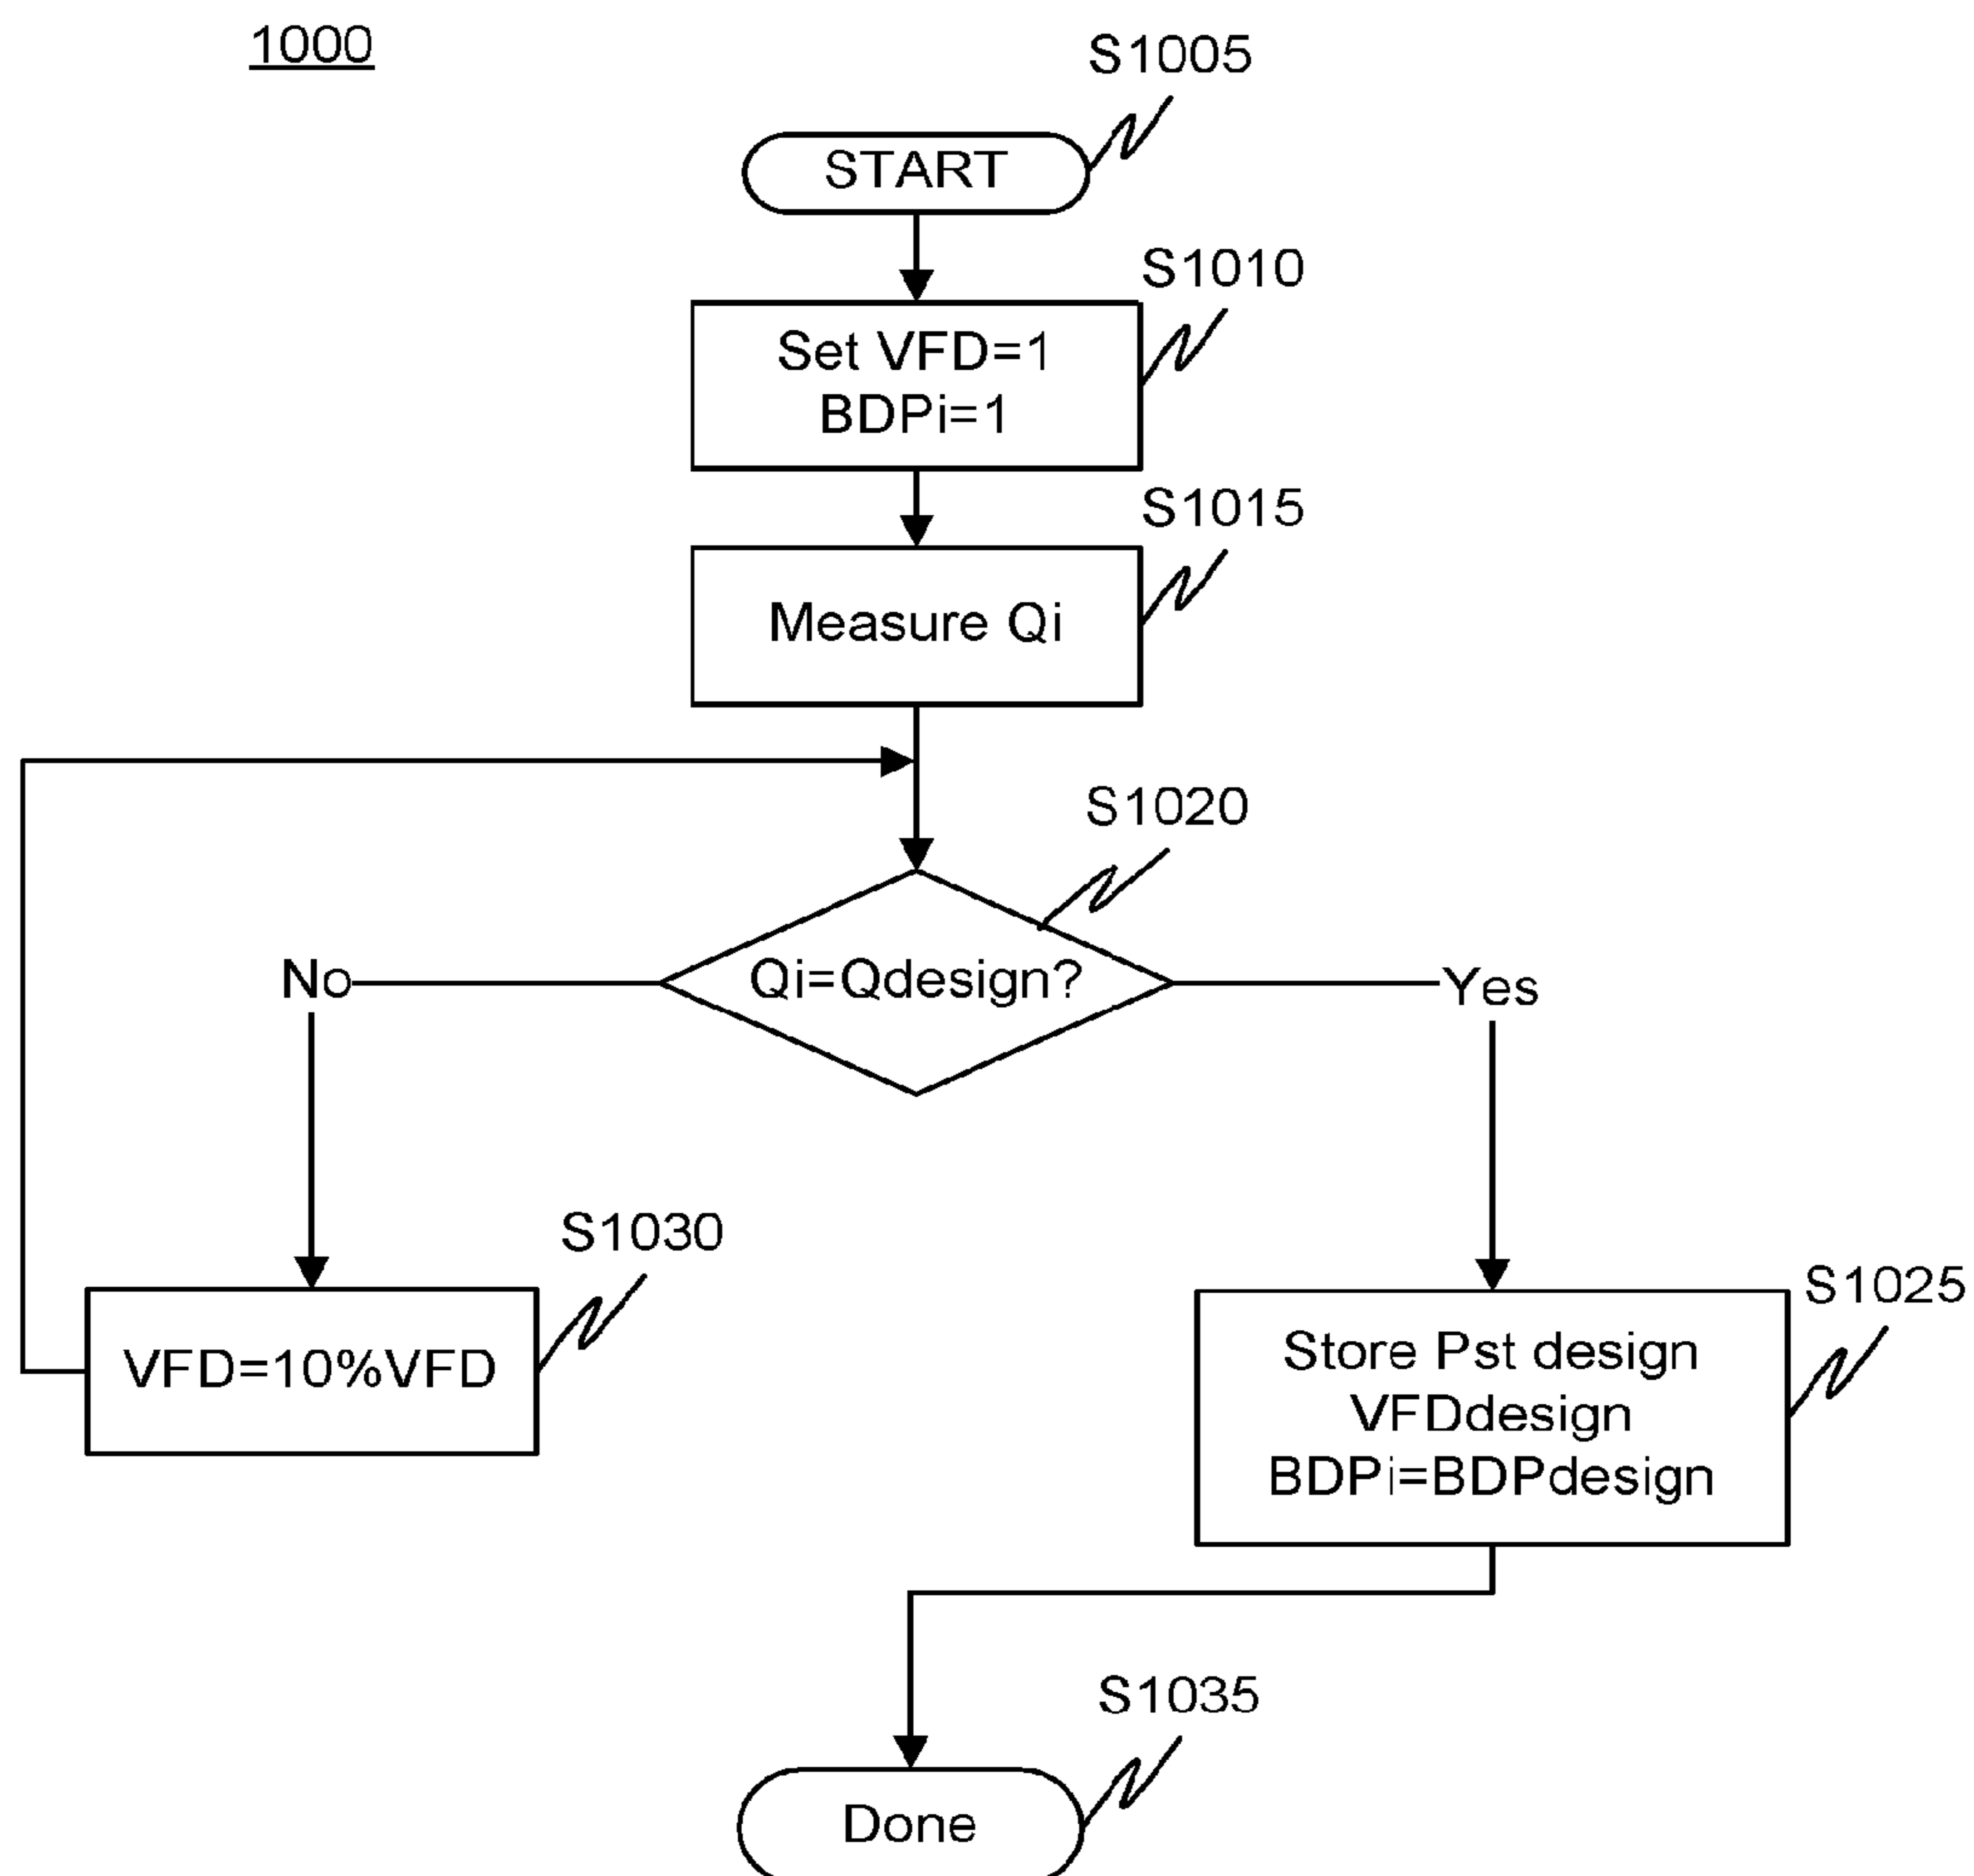 1000
S1005
START
S1010
Set VFD=1
BDPi=1
S1015
Measure Qi
S1020
Qi=Qdesign?
No
Yes
S1030
VFD=10%VFD
S1025
Store Pst design
VFDdesign
BDPi=BDPdesign
S1035
Done